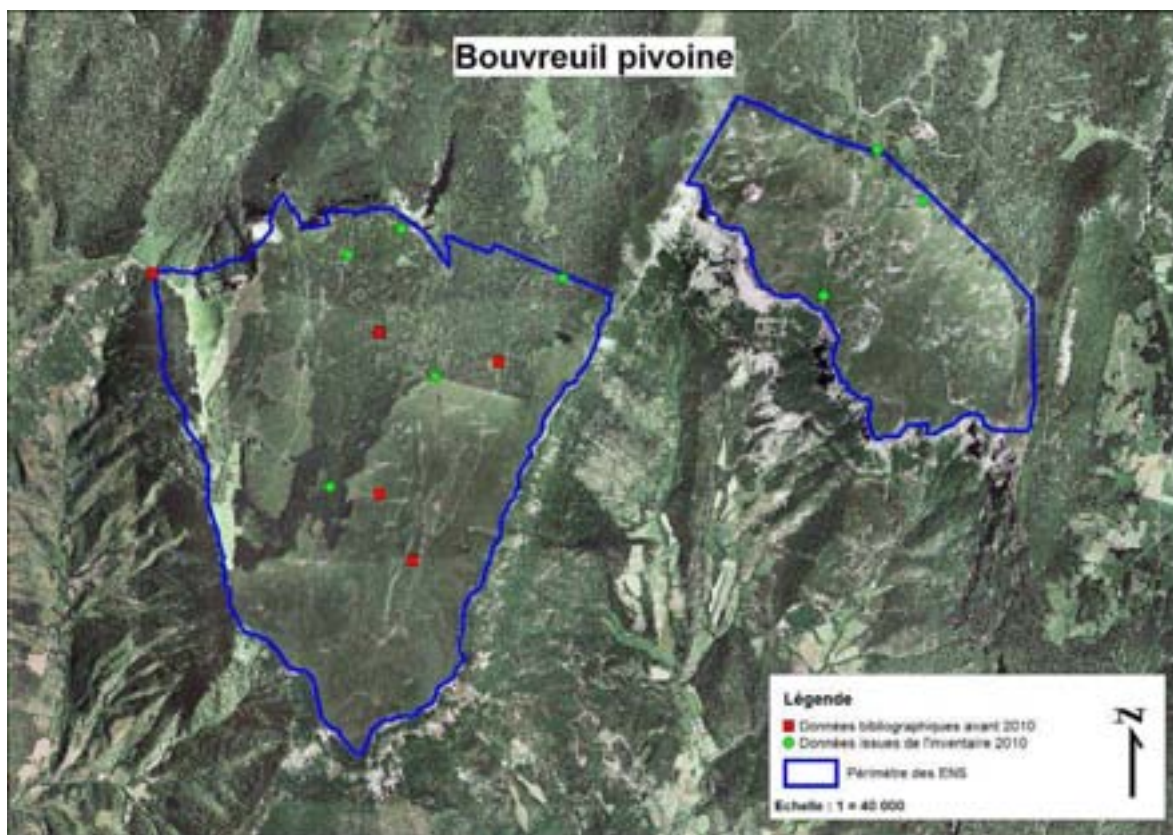 Bouvreuil pivoine
Légende
Données bibliographiques avant 2010
Données issues de l'inventaire 2010
Périmètre des ENS
Echelle : 1 = 40 000
N